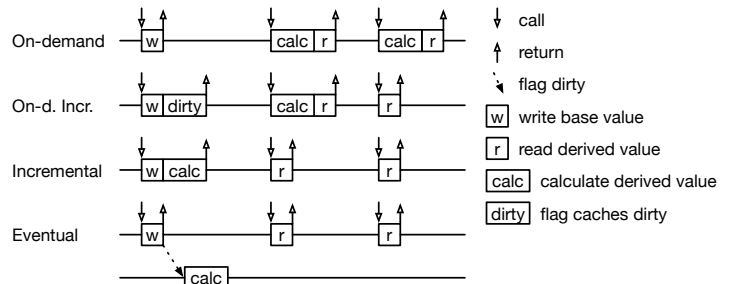 On-demand w calc r calc r
On-d. Incr. w dirty calc r r
Incremental w calc r r
Eventual w r r
calc
call
return
flag dirty
w write base value
r read derived value
calc calculate derived value
dirty flag caches dirty